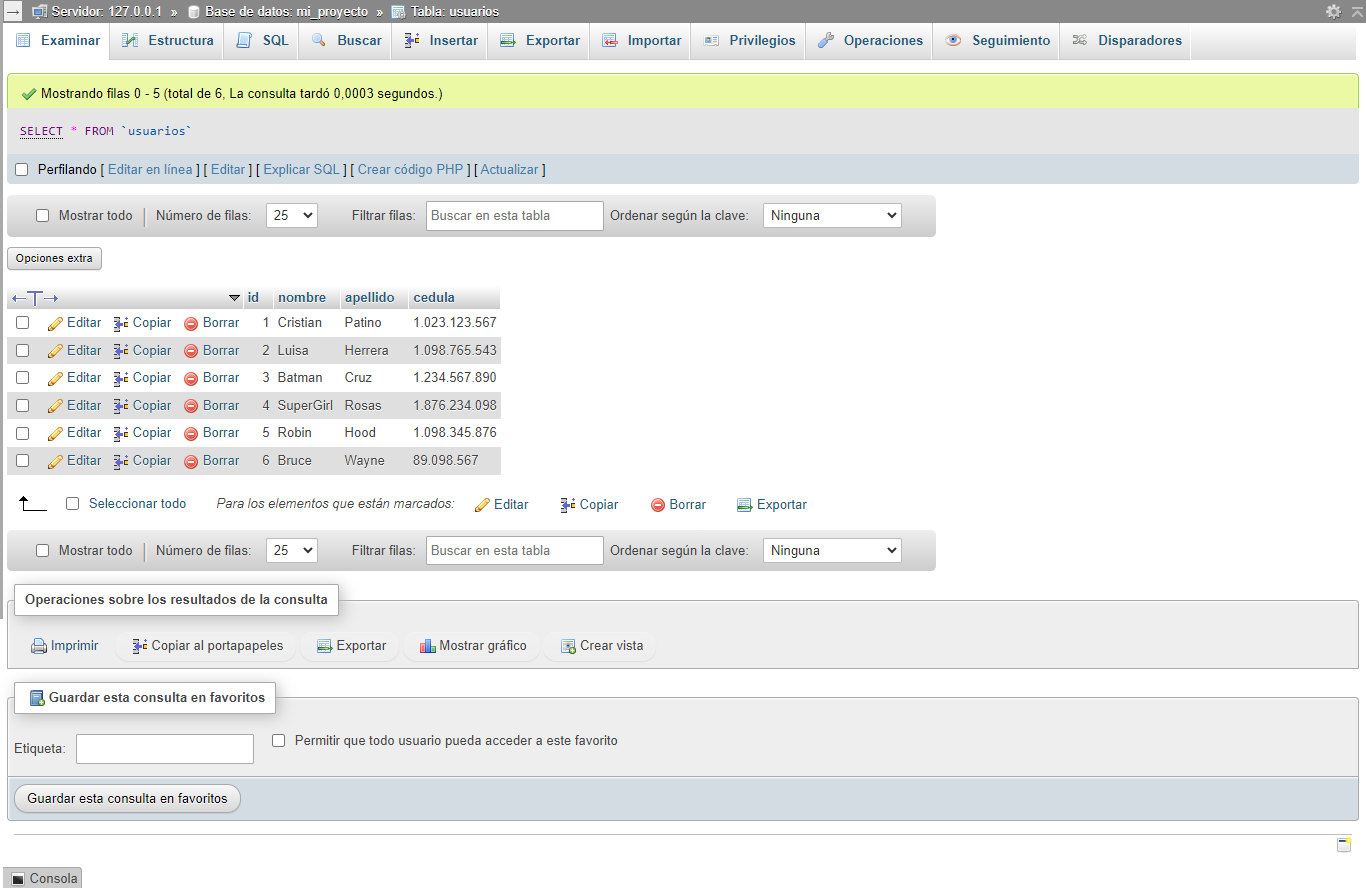 Servidor: 127.0.0.1 » Base de datos: mi_proyecto » Tabla: usuarios
Examinar Estructura SQL Buscar Insertar Exportar Importar Privilegios Operaciones Seguimiento Disparadores
Mostrando filas 0 - 5 (total de 6, La consulta tardó 0,0003 segundos.)
SELECT * FROM `usuarios`
Perfilando [ Editar en línea ] [ Editar ] [ Explicar SQL ] [ Crear código PHP ] [ Actualizar ]
Mostrar todo | Número de filas: 25 Filtrar filas: Buscar en esta tabla Ordenar según la clave: Ninguna
Opciones extra
id nombre apellido cedula
Editar Copiar Borrar 1 Cristian Patino 1.023.123.567
Editar Copiar Borrar 2 Luisa Herrera 1.098.765.543
Editar Copiar Borrar 3 Batman Cruz 1.234.567.890
Editar Copiar Borrar 4 SuperGirl Rosas 1.876.234.098
Editar Copiar Borrar 5 Robin Hood 1.098.345.876
Editar Copiar Borrar 6 Bruce Wayne 89.098.567
Seleccionar todo Para los elementos que están marcados: Editar Copiar Borrar Exportar
Mostrar todo | Número de filas: 25 Filtrar filas: Buscar en esta tabla Ordenar según la clave: Ninguna
Operaciones sobre los resultados de la consulta
Imprimir Copiar al portapapeles Exportar Mostrar gráfico Crear vista
Guardar esta consulta en favoritos
Etiqueta: Permitir que todo usuario pueda acceder a este favorito
Guardar esta consulta en favoritos
Consola